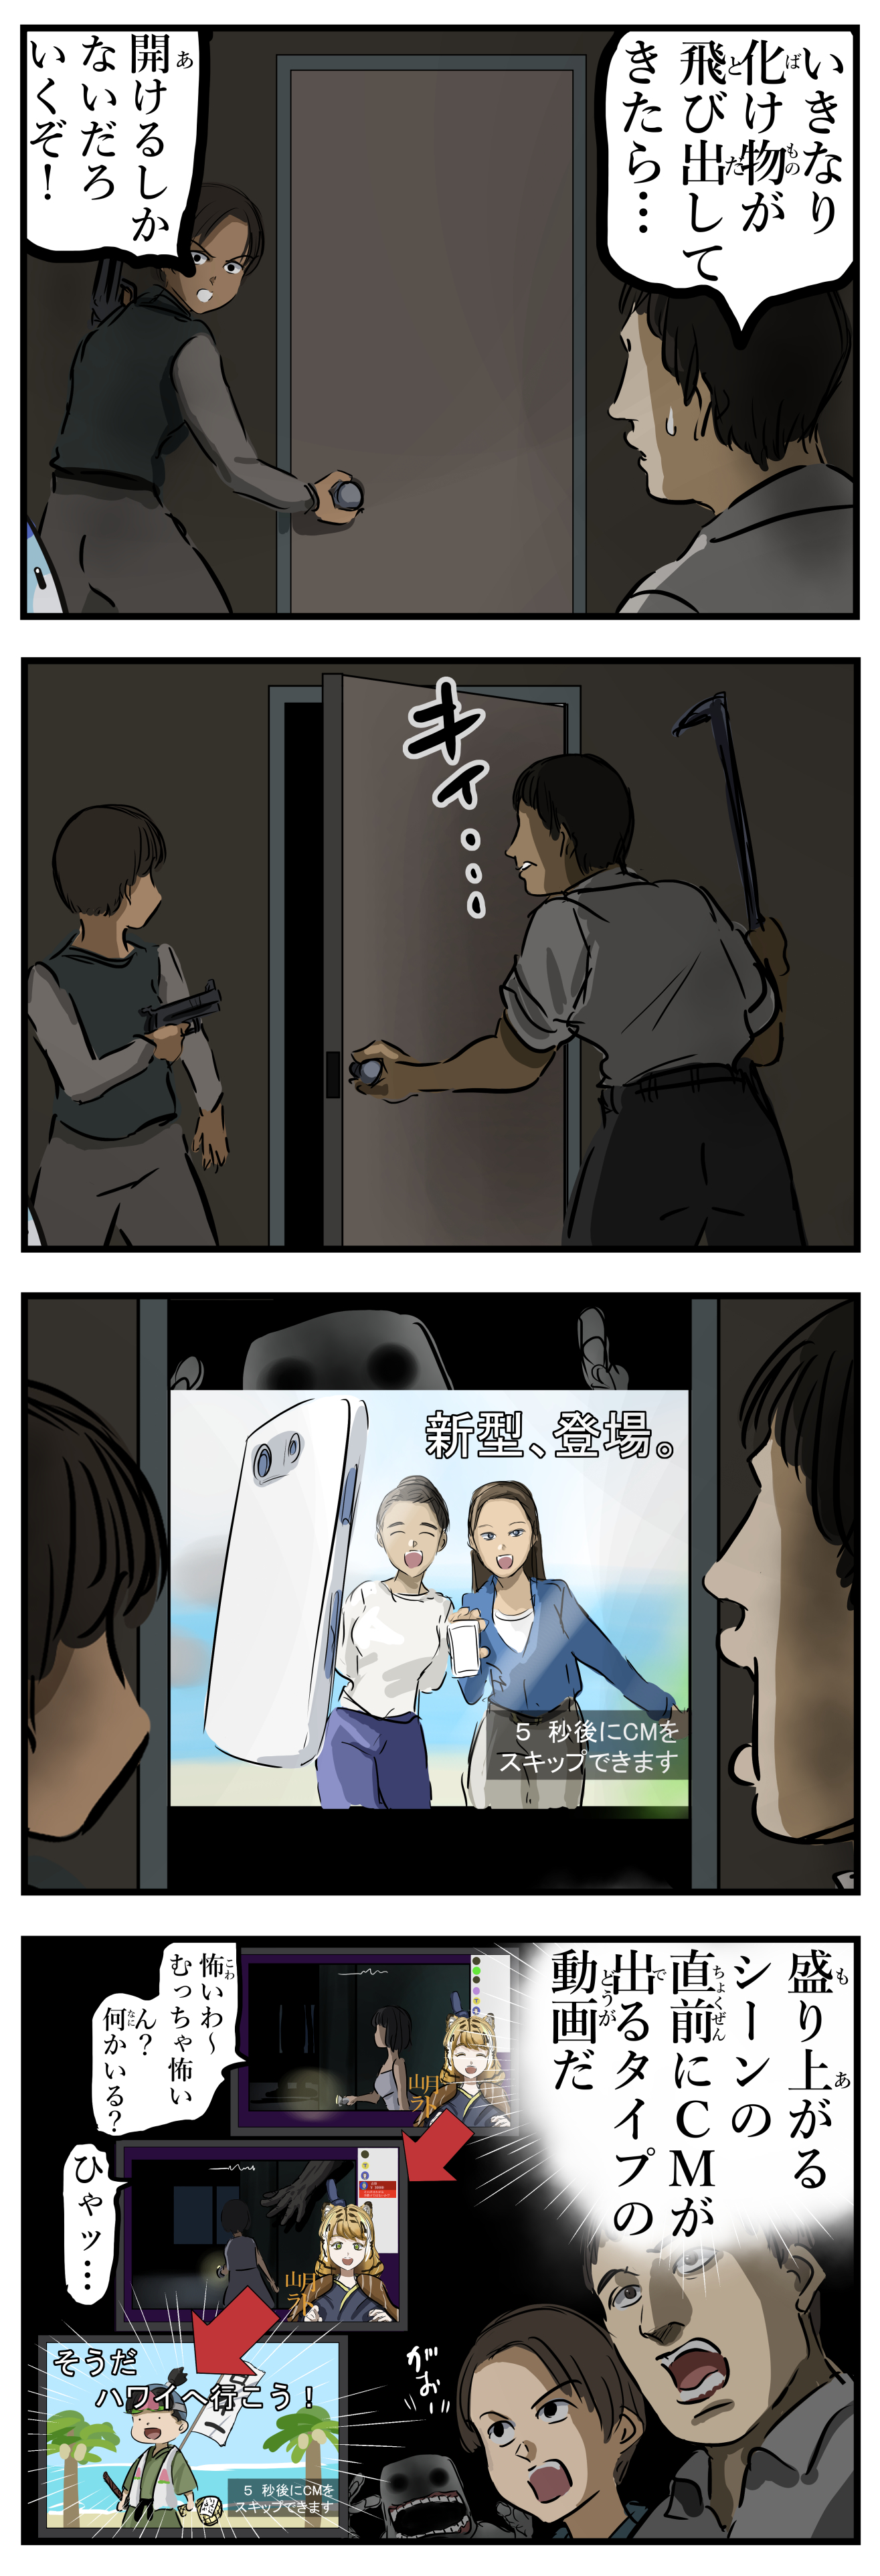 いきなり
化け物が
飛び出して
きたら…
開けるしか
ないだろ
いくぞ!
キィ…
新型、登場。
5 秒後にCMを
スキップできます
盛り上がる
シーンの
直前にCMが
出るタイプの
動画だ
怖いわ~
むっちゃ怖い
ん?
何かいる?
山月
ヒャッ…
山月
そうだ
ハワイへ行こう!
5 秒後にCMを
スキップできます
がお